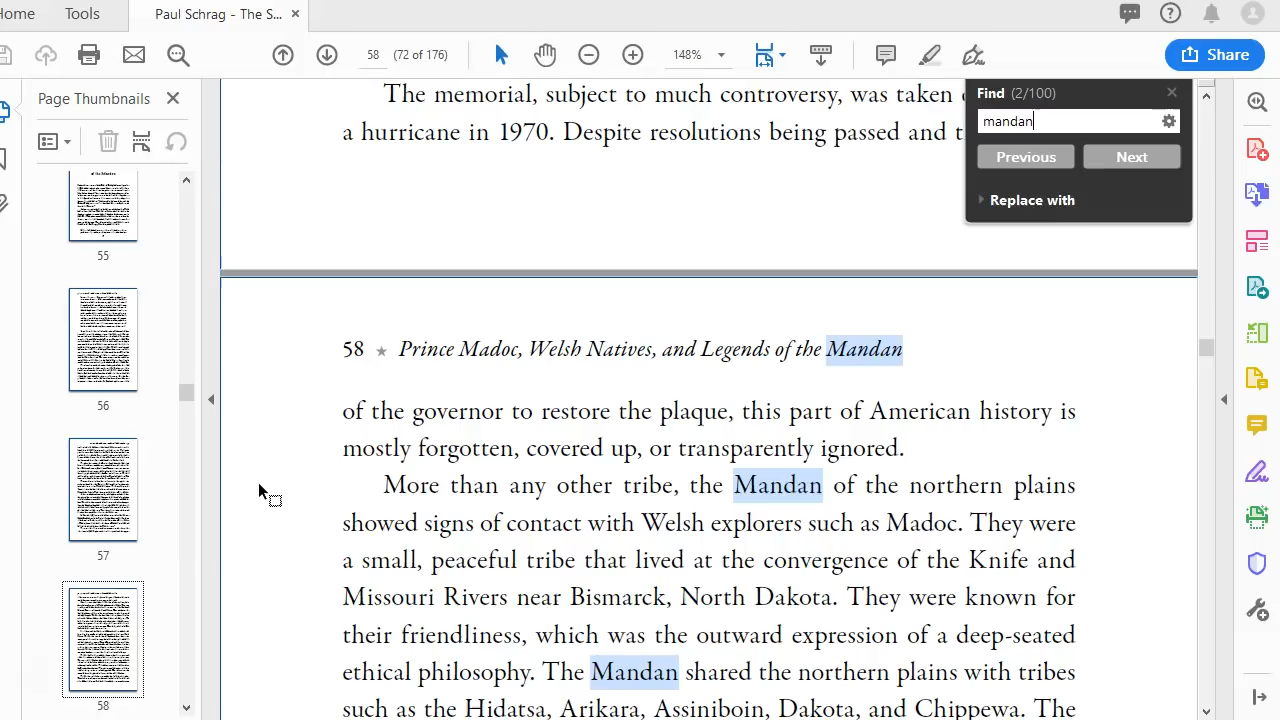 Home
Tools
Paul Schrag - The S...
58
(72 of 176)
148%
Share
Page Thumbnails
55
56
57
58
Find (2/100)
mandan
Previous
Next
Replace with
The memorial, subject to much controversy, was taken
a hurricane in 1970. Despite resolutions being passed and
58 ★ Prince Madoc, Welsh Natives, and Legends of the Mandan
of the governor to restore the plaque, this part of American history is
mostly forgotten, covered up, or transparently ignored.
More than any other tribe, the Mandan of the northern plains
showed signs of contact with Welsh explorers such as Madoc. They were
a small, peaceful tribe that lived at the convergence of the Knife and
Missouri Rivers near Bismarck, North Dakota. They were known for
their friendliness, which was the outward expression of a deep-seated
ethical philosophy. The Mandan shared the northern plains with tribes
such as the Hidatsa, Arikara, Assiniboin, Dakota, and Chippewa. The